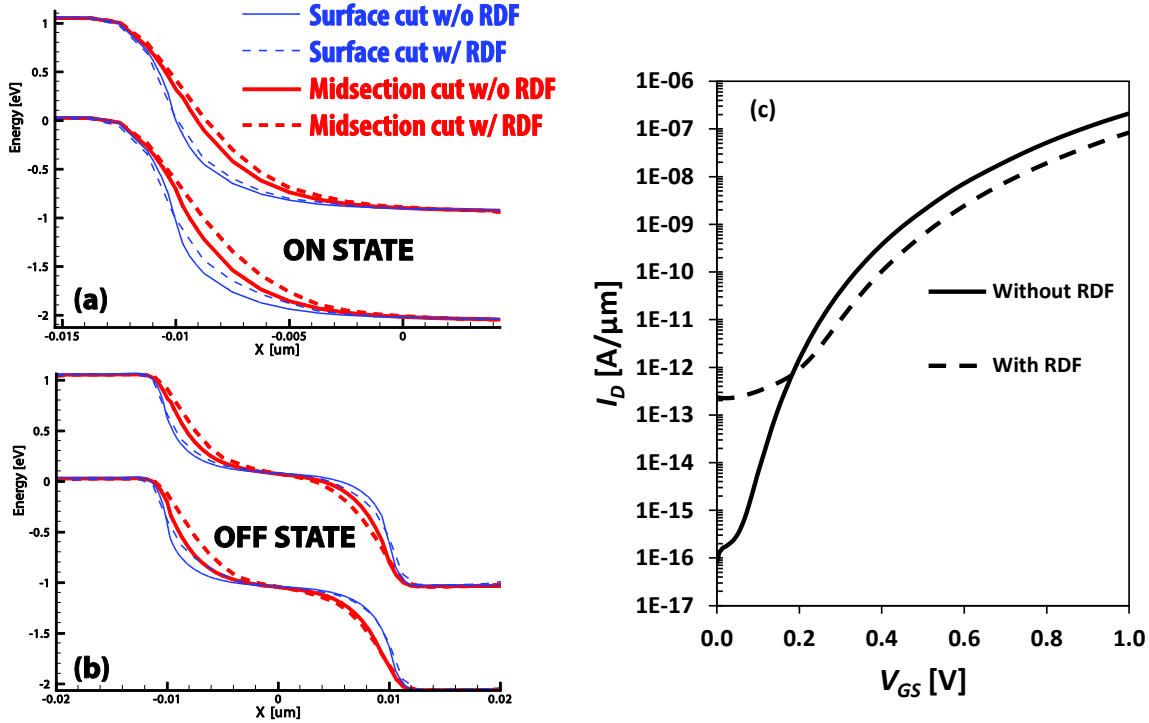 Surface cut w/o RDF
Surface cut w/ RDF
Midsection cut w/o RDF
Midsection cut w/ RDF
Energy [eV]
1
0.5
0
-0.5
-1
-1.5
-2
ON STATE
(a)
-0.015
-0.01
-0.005
0
X [um]
Energy [eV]
1
0.5
0
-0.5
-1
-1.5
-2
OFF STATE
(b)
-0.02
-0.01
0
0.01
0.02
X [um]
(c)
I_D [A/μm]
1E-06
1E-07
1E-08
1E-09
1E-10
1E-11
1E-12
1E-13
1E-14
1E-15
1E-16
1E-17
Without RDF
With RDF
0.0
0.2
0.4
0.6
0.8
1.0
V_GS [V]